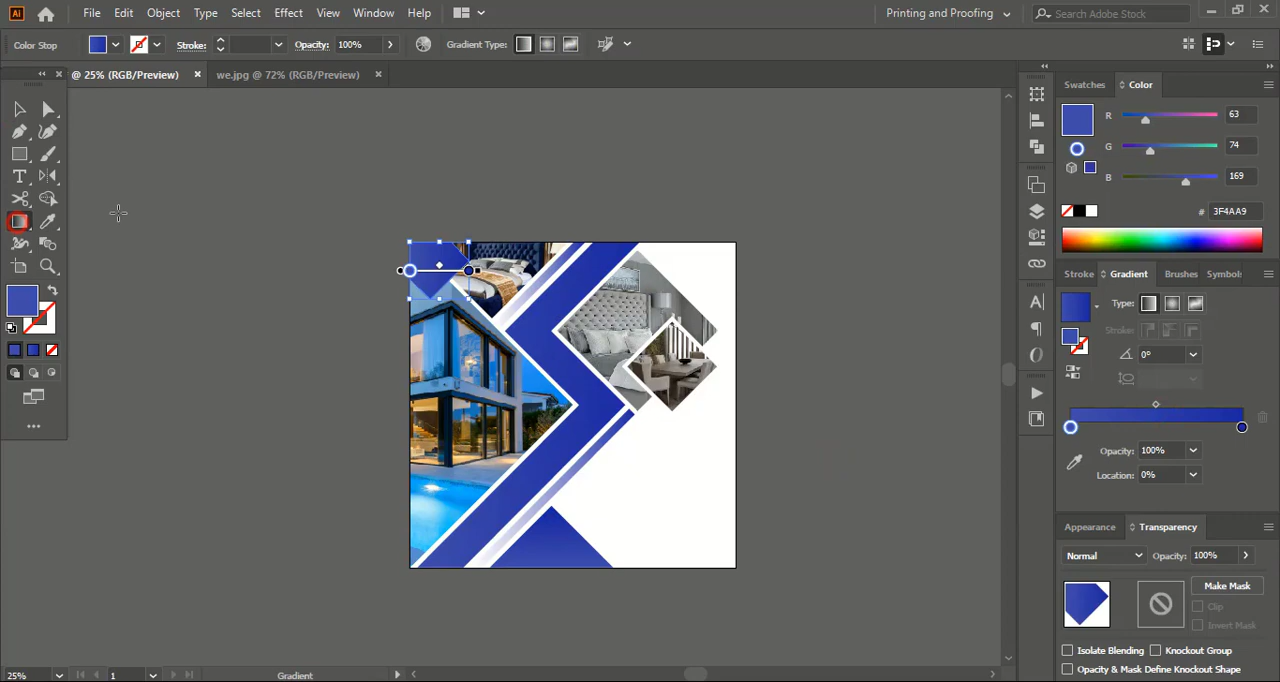 Ai File Edit Object Type Select Effect View Window Help Printing and Proofing Search Adobe Stock
Color Stop Stroke: Opacity: 100% Gradient Type:
@ 25% (RGB/Preview) × we.jpg @ 72% (RGB/Preview) ×
Swatches Color
R 63
G 74
B 169
# 3F4AA9
Stroke Gradient Brushes Symbols
Type:
Stroke:
0°
Opacity: 100%
Location: 0%
Appearance Transparency
Normal Opacity: 100%
Make Mask
Clip
Invert Mask
Isolate Blending Knockout Group
Opacity & Mask Define Knockout Shape
25% 1 Gradient